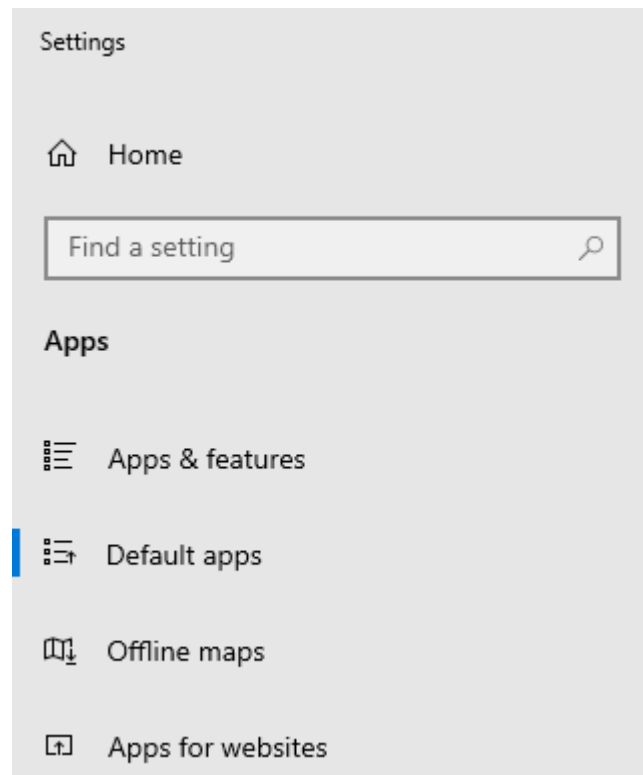 Settings
Home
Find a setting
Apps
Apps & features
Default apps
Offline maps
Apps for websites